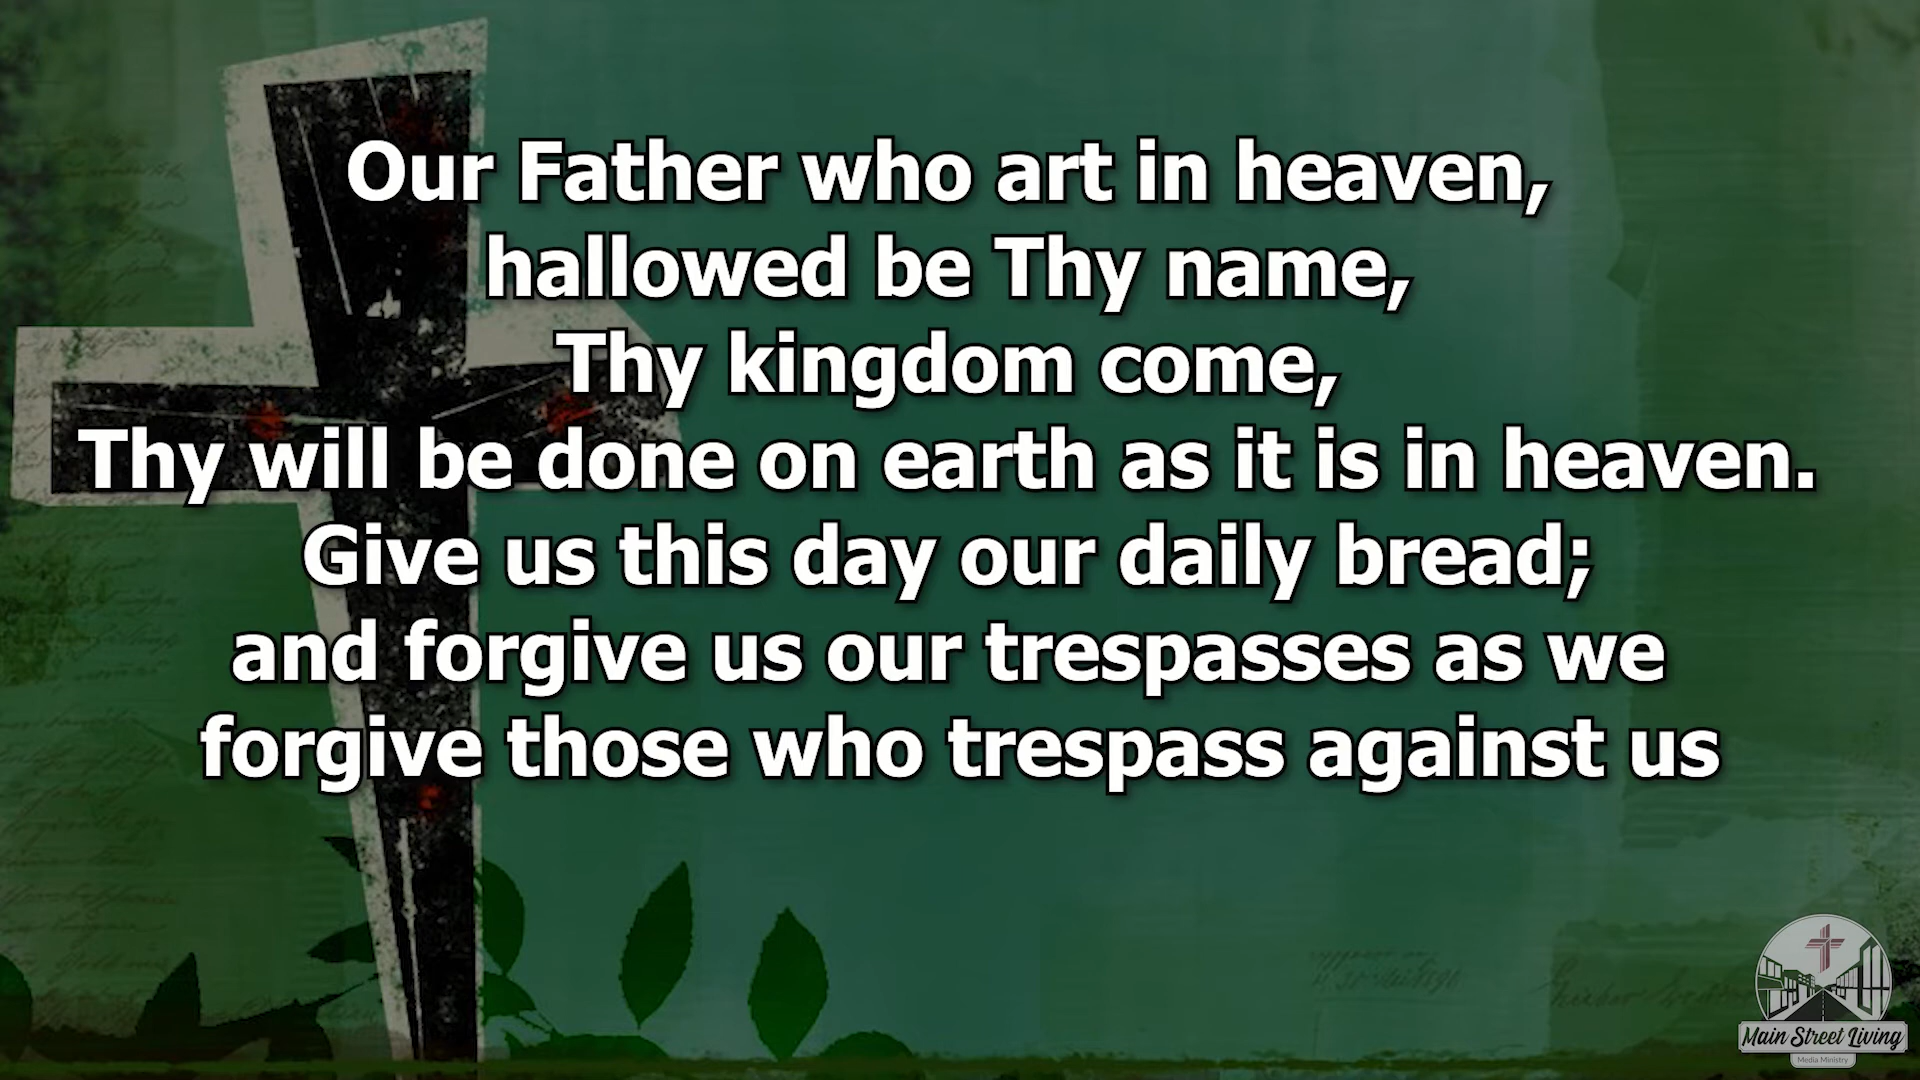 Our Father who art in heaven,
hallowed be Thy name,
Thy kingdom come,
Thy will be done on earth as it is in heaven.
Give us this day our daily bread;
and forgive us our trespasses as we
forgive those who trespass against us
Main Street Living
Media Ministry